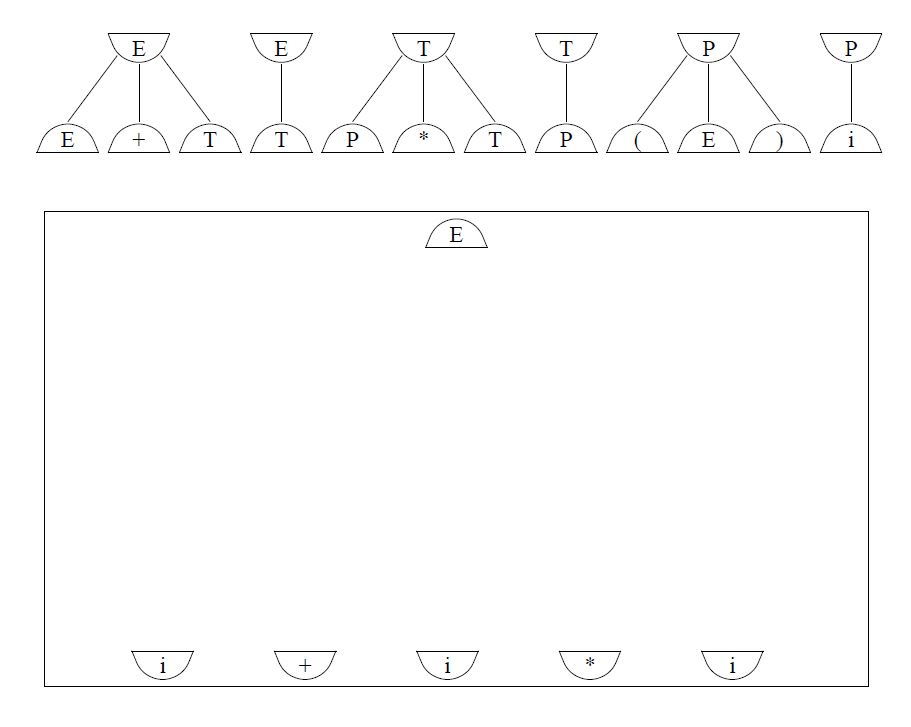 E E T T P P
E + T T P * T P ( E ) i
E
i + i * i